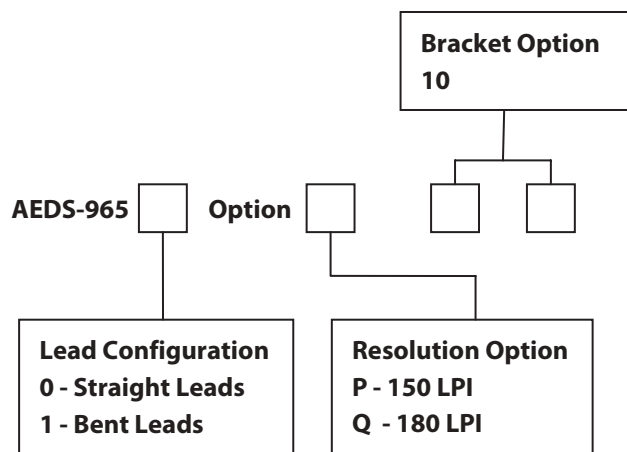 Bracket Option
10
AEDS-965 Option
Lead Configuration
0 - Straight Leads
1 - Bent Leads
Resolution Option
P - 150 LPI
Q - 180 LPI